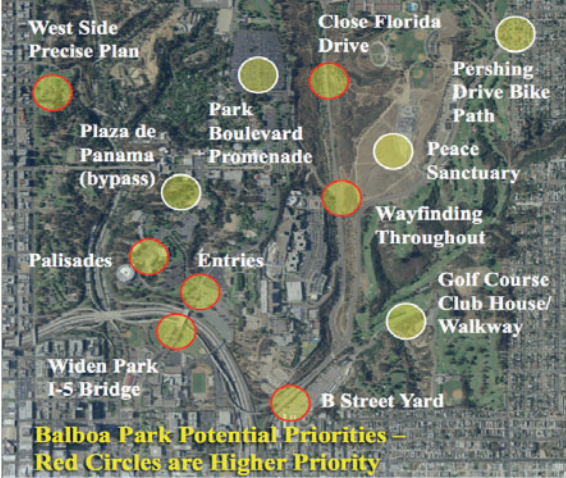 West Side
Precise Plan
Close Florida
Drive
Pershing
Drive Bike
Path
Park
Boulevard
Promenade
Plaza de
Panama
(bypass)
Peace
Sanctuary
Wayfinding
Throughout
Palisades
Entries
Golf Course
Club House/
Walkway
Widen Park
I-5 Bridge
B Street Yard
Balboa Park Potential Priorities –
Red Circles are Higher Priority